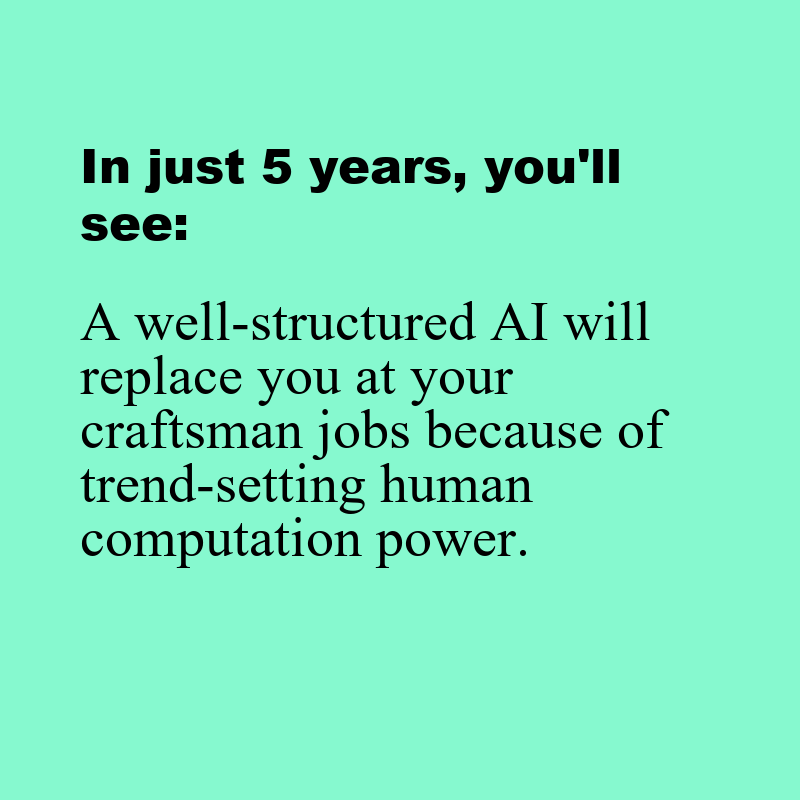 In just 5 years, you'll
see:
A well-structured AI will
replace you at your
craftsman jobs because of
trend-setting human
computation power.